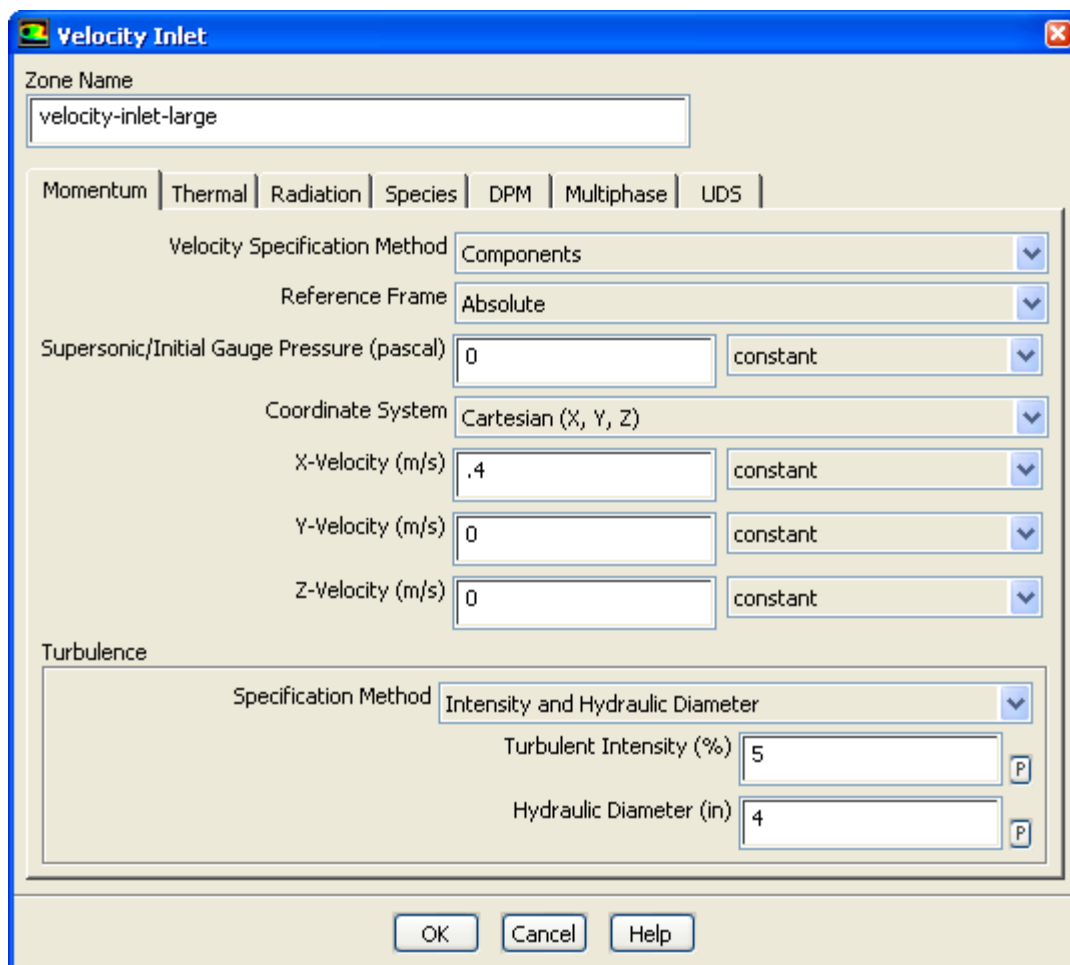 Velocity Inlet
Zone Name
velocity-inlet-large
Momentum Thermal Radiation Species DPM Multiphase UDS
Velocity Specification Method Components
Reference Frame Absolute
Supersonic/Initial Gauge Pressure (pascal) 0 constant
Coordinate System Cartesian (X, Y, Z)
X-Velocity (m/s) .4 constant
Y-Velocity (m/s) 0 constant
Z-Velocity (m/s) 0 constant
Turbulence
Specification Method Intensity and Hydraulic Diameter
Turbulent Intensity (%) 5 P
Hydraulic Diameter (in) 4 P
OK Cancel Help